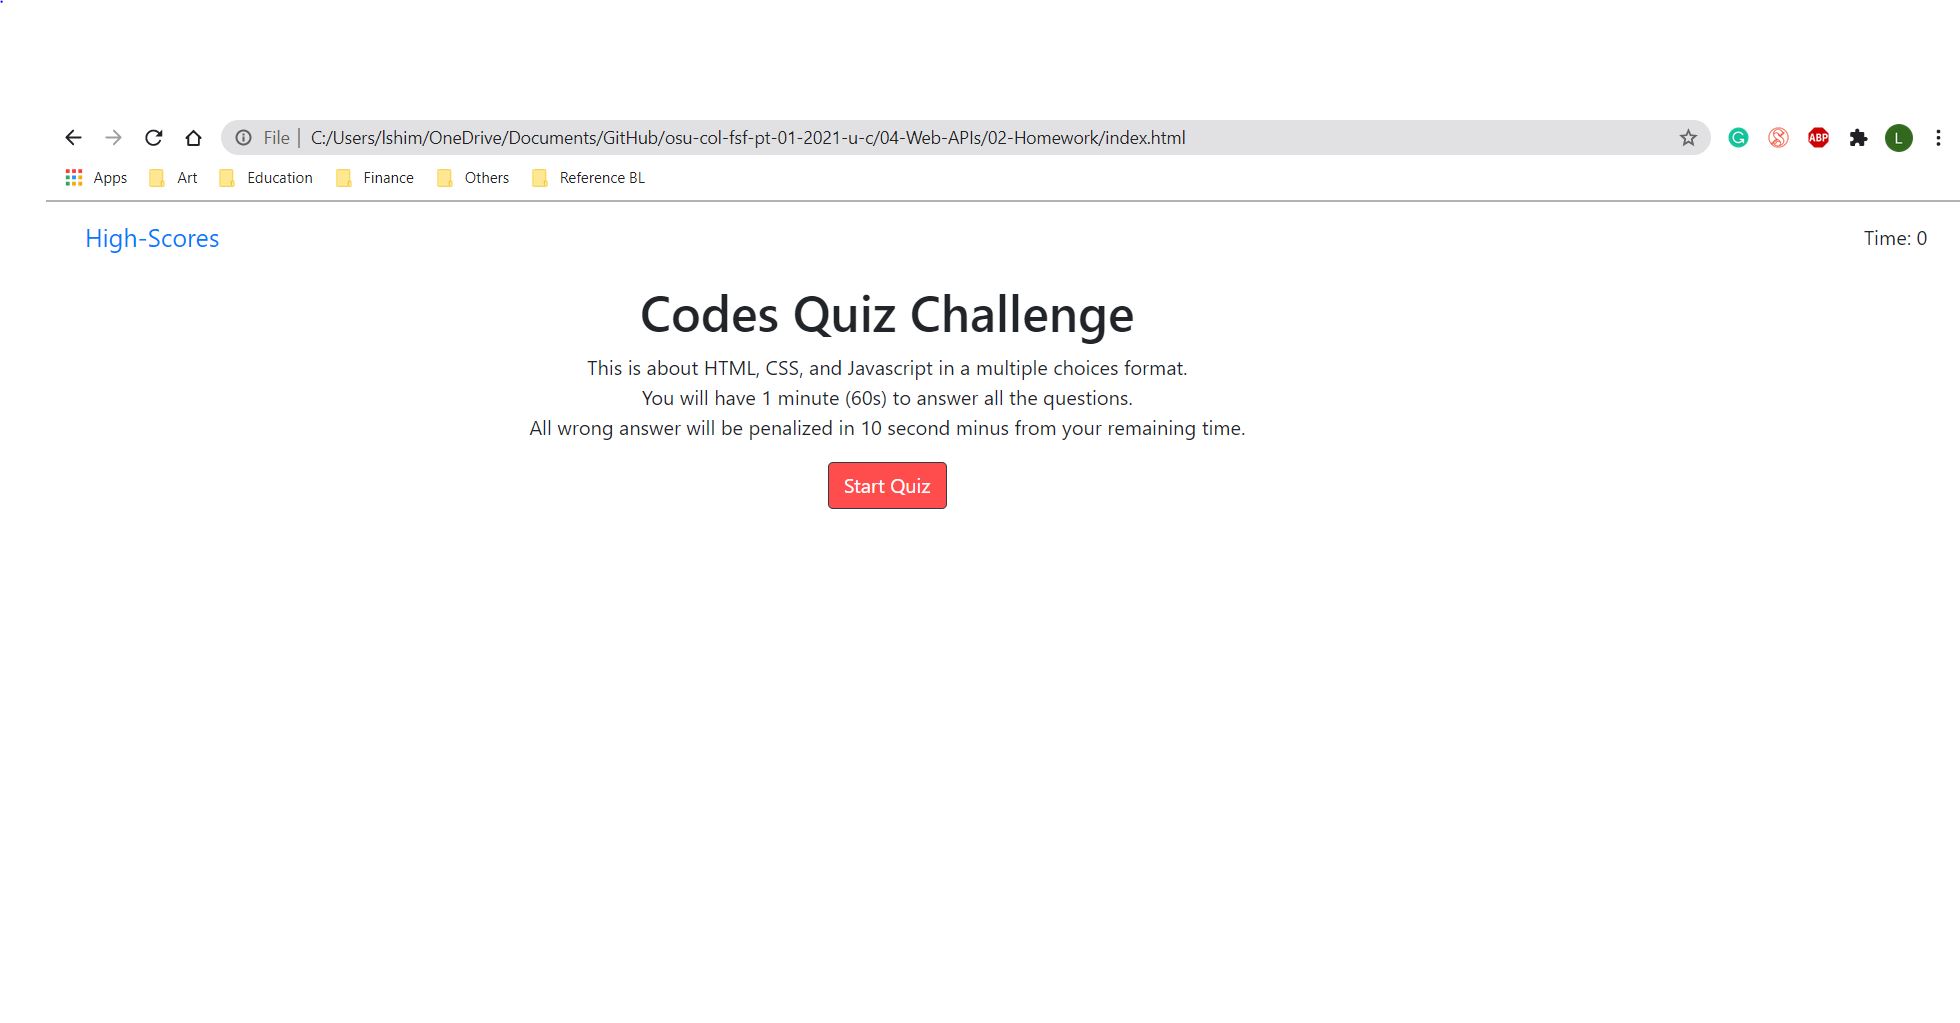 File | C:/Users/lshim/OneDrive/Documents/GitHub/osu-col-fsf-pt-01-2021-u-c/04-Web-APIs/02-Homework/index.html G ABP L
Apps Art Education Finance Others Reference BL
High-Scores Time: 0
Codes Quiz Challenge
This is about HTML, CSS, and Javascript in a multiple choices format.
You will have 1 minute (60s) to answer all the questions.
All wrong answer will be penalized in 10 second minus from your remaining time.
Start Quiz